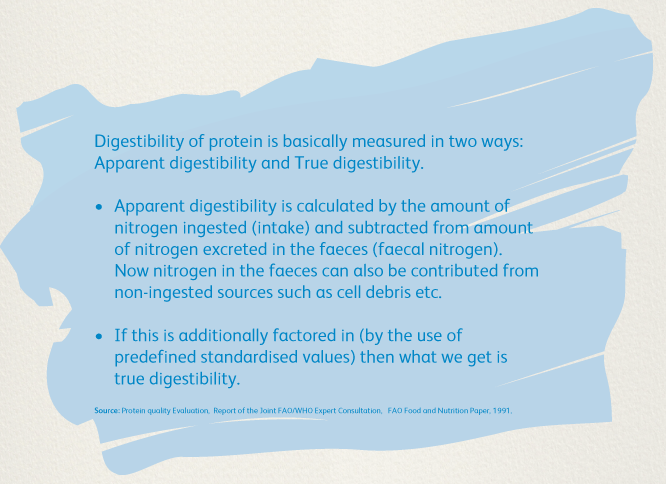 Digestibility of protein is basically measured in two ways:
Apparent digestibility and True digestibility.
• Apparent digestibility is calculated by the amount of
nitrogen ingested (intake) and subtracted from amount
of nitrogen excreted in the faeces (faecal nitrogen).
Now nitrogen in the faeces can also be contributed from
non-ingested sources such as cell debris etc.
• If this is additionally factored in (by the use of
predefined standardised values) then what we get is
true digestibility.
Source: Protein quality Evaluation, Report of the Joint FAO/WHO Expert Consultation, FAO Food and Nutrition Paper, 1991.